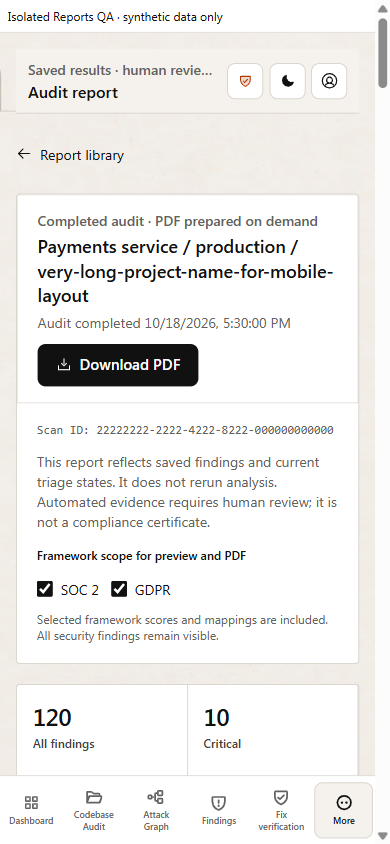 Isolated Reports QA · synthetic data only
Saved results · human revie...
Audit report
Report library
Completed audit · PDF prepared on demand
Payments service / production /
very-long-project-name-for-mobile-
layout
Audit completed 10/18/2026, 5:30:00 PM
Download PDF
Scan ID: 22222222-2222-4222-8222-000000000000
This report reflects saved findings and current
triage states. It does not rerun analysis.
Automated evidence requires human review; it is
not a compliance certificate.
Framework scope for preview and PDF
SOC 2 GDPR
Selected framework scores and mappings are included.
All security findings remain visible.
120 10
All findings Critical
Dashboard
Codebase
Audit
Attack
Graph
Findings
Fix
verification
More